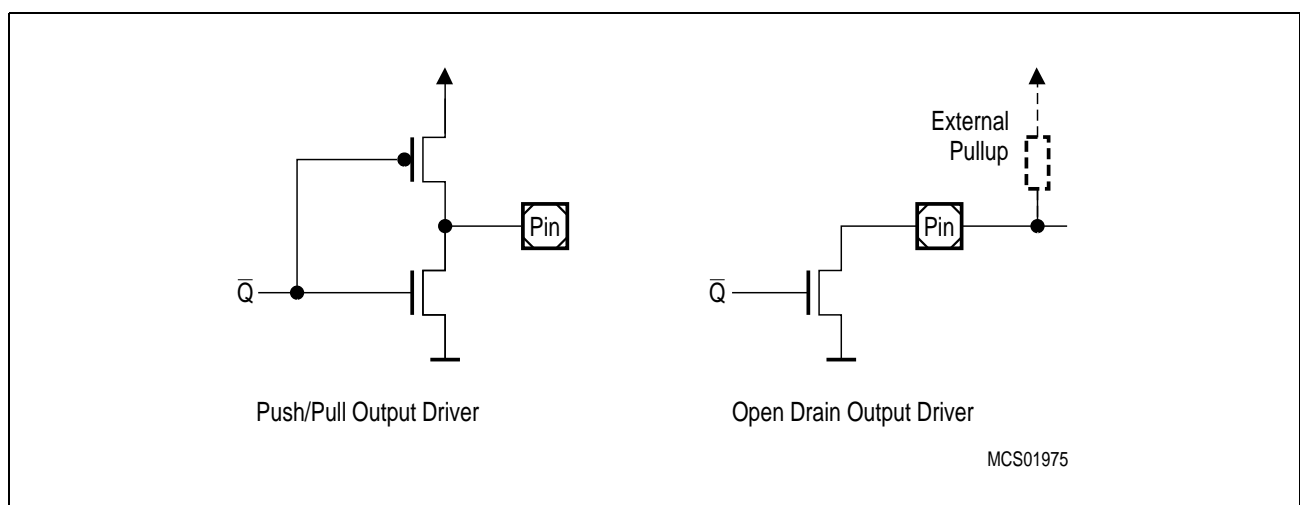 External
Pullup
Pin
Pin
Q̅
Q̅
Push/Pull Output Driver
Open Drain Output Driver
MCS01975